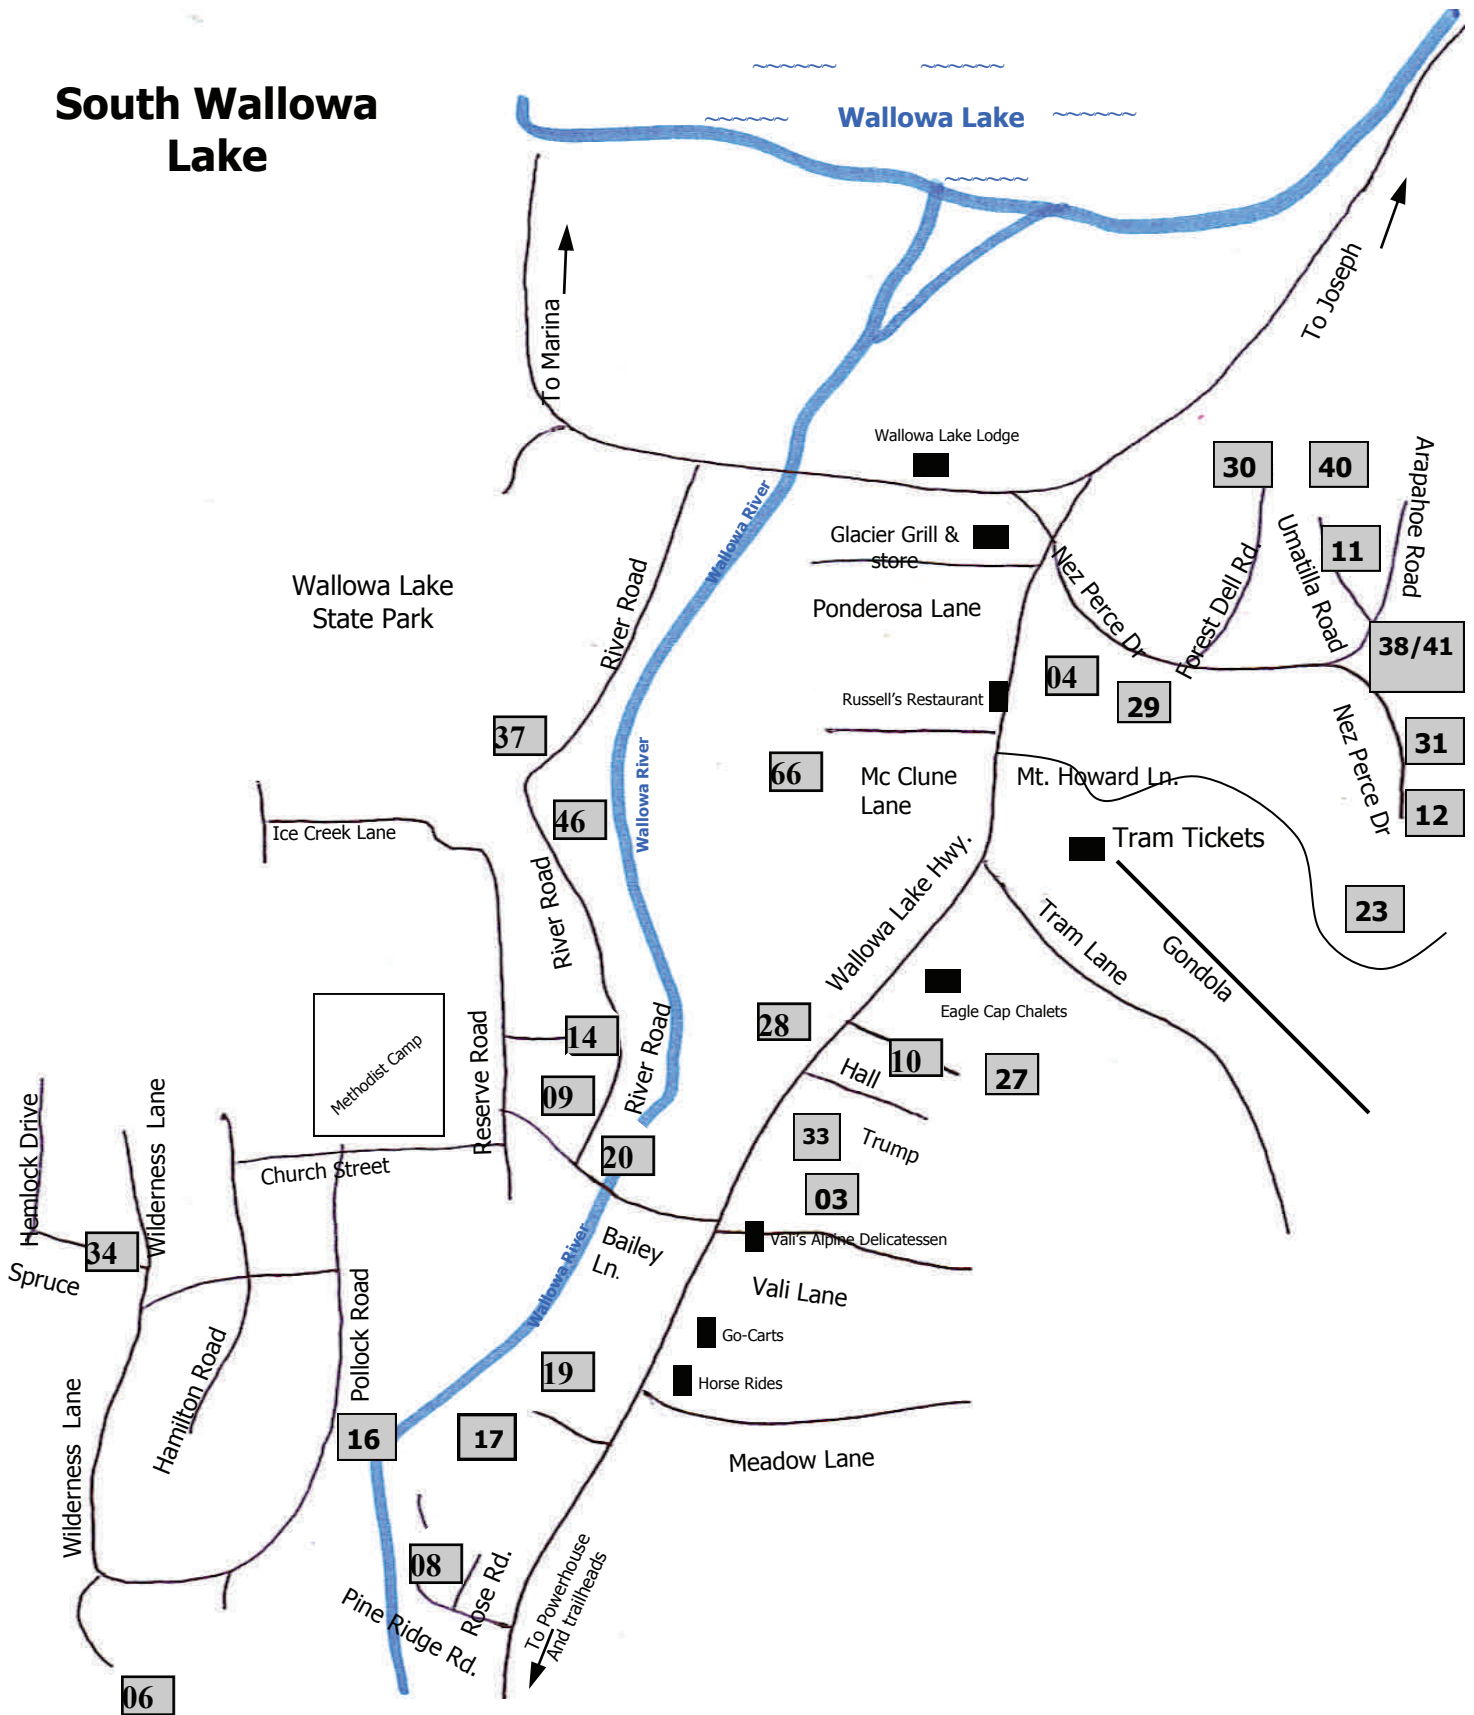 South Wallowa
Lake
~~~~~~ ~~~~~~
~~~~~~ Wallowa Lake ~~~~~~
~~~~~~
To Marina
To Joseph
Wallowa Lake Lodge
30
40
Arapahoe Road
Wallowa River
Glacier Grill &
store
Nez Perce Dr
Forest Dell Rd.
Umatilla Road
11
Wallowa Lake
State Park
River Road
Ponderosa Lane
38/41
04
29
Russell's Restaurant
37
Wallowa River
66
Mc Clune
Lane
Mt. Howard Ln.
Nez Perce Dr
31
12
46
Ice Creek Lane
Tram Tickets
River Road
Wallowa Lake Hwy.
Tram Lane
Gondola
23
Eagle Cap Chalets
Methodist Camp
Reserve Road
14
River Road
28
Hall
10
27
09
Hemlock Drive
Wilderness Lane
Church Street
20
33
Trump
03
34
Spruce
Bailey
Ln.
Vali's Alpine Delicatessen
Wallowa River
Vali Lane
Hamilton Road
Pollock Road
Go-Carts
19
Horse Rides
Wilderness Lane
16
17
Meadow Lane
08
Rose Rd.
Pine Ridge Rd.
To Powerhouse
And trailheads
06